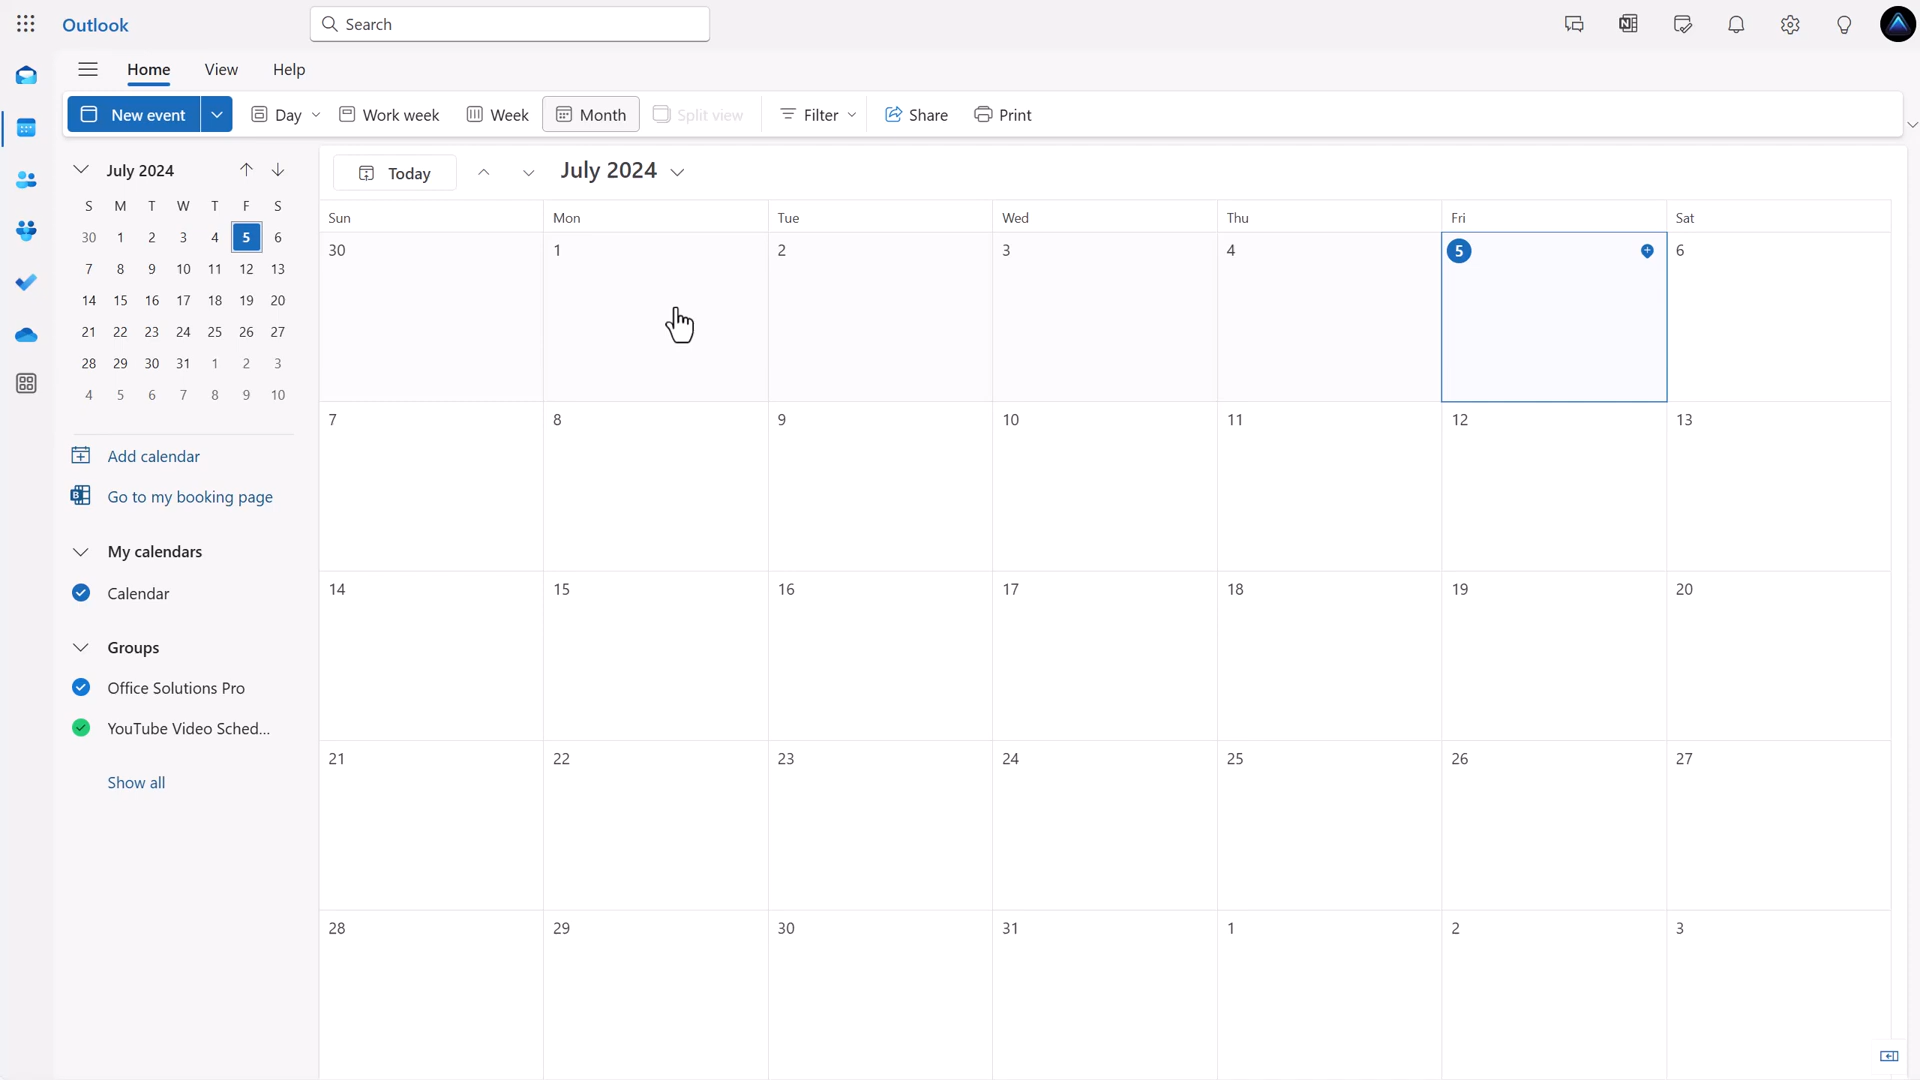 Outlook
Search
Home View Help
New event Day Work week Week Month Split view Filter Share Print
July 2024
S M T W T F S
30 1 2 3 4 5 6
7 8 9 10 11 12 13
14 15 16 17 18 19 20
21 22 23 24 25 26 27
28 29 30 31 1 2 3
4 5 6 7 8 9 10
Add calendar
Go to my booking page
My calendars
Calendar
Groups
Office Solutions Pro
YouTube Video Sched...
Show all
Today July 2024
Sun Mon Tue Wed Thu Fri Sat
30 1 2 3 4 5 6
7 8 9 10 11 12 13
14 15 16 17 18 19 20
21 22 23 24 25 26 27
28 29 30 31 1 2 3